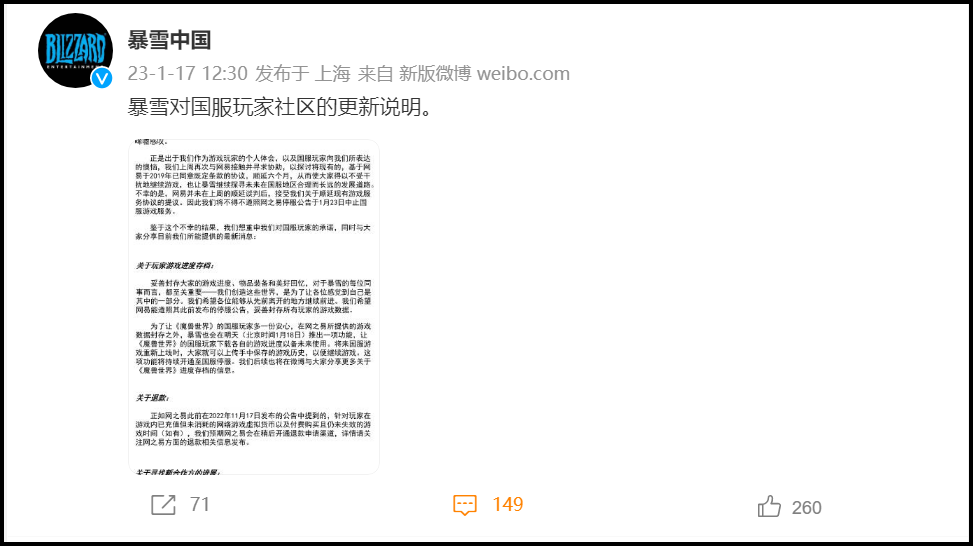 BLIZZARD
ENTERTAINMENT
暴雪中国
23-1-17 12:30 发布于 上海 来自 新版微博 weibo.com
暴雪对国服玩家社区的更新说明。
正是出于我们作为游戏玩家的个人体会，以及国服玩家向我们所表达
的懊恼，我们上周再次与网易接触并寻求协助，以探讨将现有的、基于网
易于2019年已同意既定条款的协议，顺延六个月，从而使大家得以不受干
扰地继续游戏，也让暴雪继续探寻未来在国服地区合理而长远的发展道路。
不幸的是，网易并未在上周的顺延谈判后，接受我们关于顺延现有游戏服
务协议的提议。因此我们将不得不遵照网之易停服公告于1月23日中止国
服游戏服务。
鉴于这个不幸的结果，我们想重申我们对国服玩家的承诺，同时与大
家分享目前我们所能提供的最新消息：
关于玩家游戏进度存档：
妥善封存大家的游戏进度、物品装备和美好回忆，对于暴雪的每位同
事而言，都至关重要——我们创造这些世界，是为了让各位感觉到自己是
其中的一部分。我们希望各位能够从先前离开的地方继续前进。我们希望
网易能遵照其此前发布的停服公告，妥善封存所有玩家的游戏数据。
为了让《魔兽世界》的国服玩家多一份安心，在网之易所提供的游戏
数据封存之外，暴雪也会在明天（北京时间1月18日）推出一项功能，让
《魔兽世界》的国服玩家下载各自的游戏进度以备未来使用。将来国服游
戏重新上线时，大家就可以上传手中保存的游戏历史，以便继续游戏。这
项功能将持续开通至国服停服。我们后续也将在微博与大家分享更多关于
《魔兽世界》进度存档的信息。
关于退款：
正如网之易此前在2022年11月17日发布的公告中提到的，针对玩家在
游戏内已充值但未消耗的网络游戏虚拟货币以及付费购买且仍未失效的游
戏时间（如有），我们预期网之易会在稍后开通退款申请渠道，详情请关
注网之易方面的退款相关信息发布。
关于寻找新合作方的进展：
71
149
260